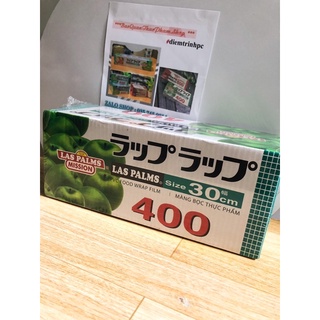 #diemtrinhpc
ラップラップ
LAS PALMS
MISSION
LAS PALMS®
Size 30cm
幅
FOOD WRAP FILM | MÀNG BỌC THỰC PHẨM
400